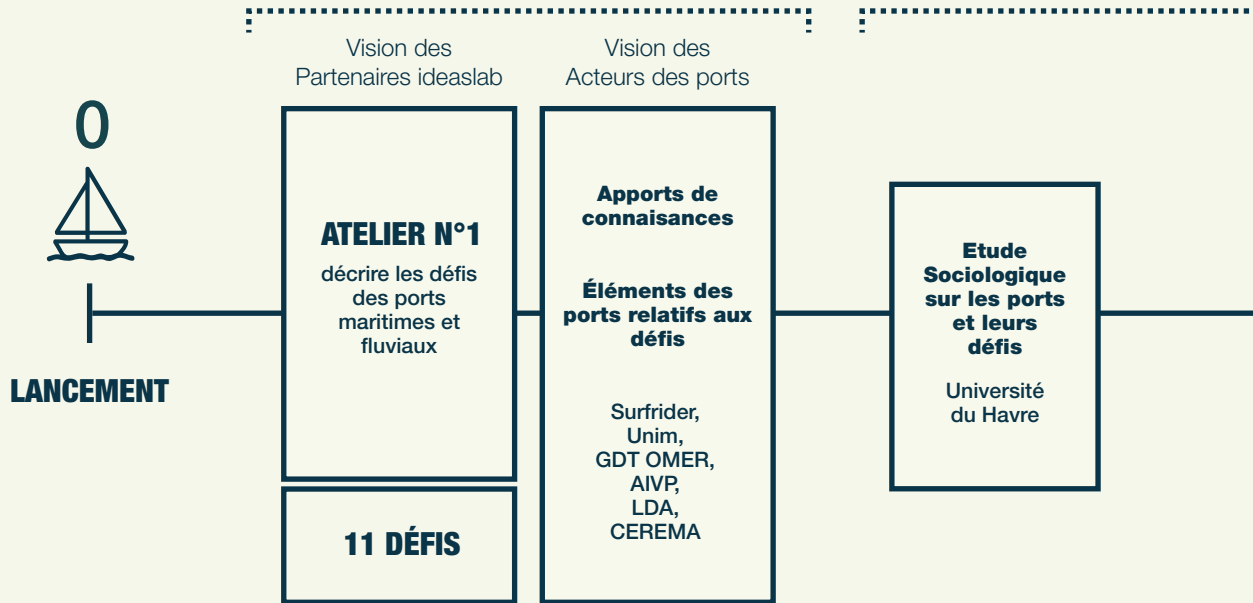 0
LANCEMENT
Vision des
Partenaires ideaslab
ATELIER N°1
décrire les défis
des ports
maritimes et
fluviaux
11 DÉFIS
Vision des
Acteurs des ports
Apports de
connaisances
Éléments des
ports relatifs aux
défis
Surfrider,
Unim,
GDT OMER,
AIVP,
LDA,
CEREMA
Etude
Sociologique
sur les ports
et leurs
défis
Université
du Havre